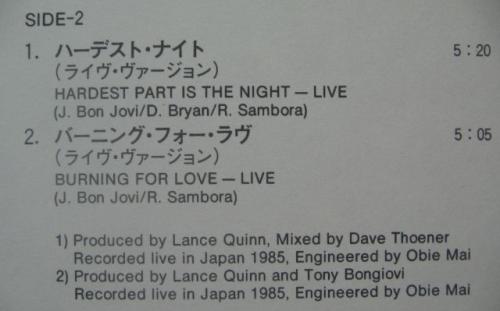 SIDE-2
1. ハーデスト・ナイト 5:20
(ライヴ・ヴァージョン)
HARDEST PART IS THE NIGHT — LIVE
(J. Bon Jovi/D. Bryan/R. Sambora)
2. バーニング・フォー・ラヴ 5:05
(ライヴ・ヴァージョン)
BURNING FOR LOVE — LIVE
(J. Bon Jovi/R. Sambora)
1) Produced by Lance Quinn, Mixed by Dave Thoener
Recorded live in Japan 1985, Engineered by Obie Mai
2) Produced by Lance Quinn and Tony Bongiovi
Recorded live in Japan 1985, Engineered by Obie Mai